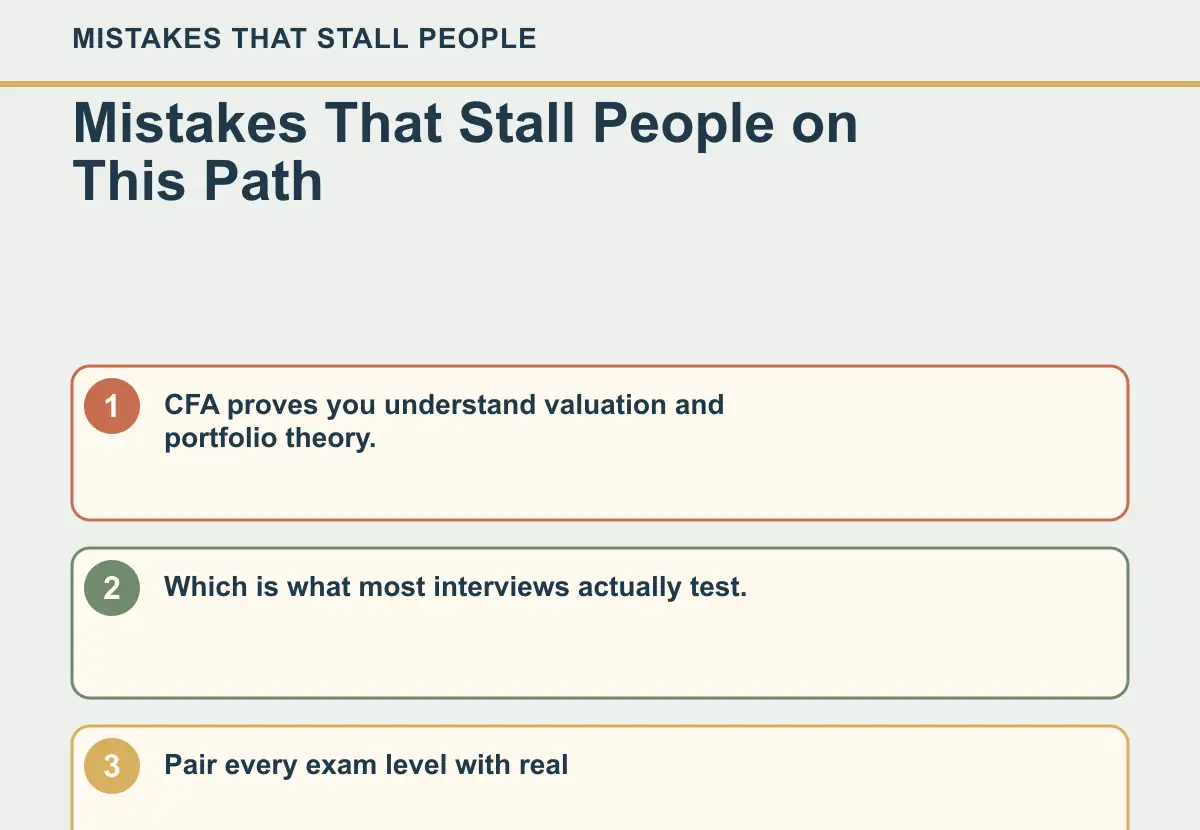 MISTAKES THAT STALL PEOPLE
Mistakes That Stall People on
This Path
1
CFA proves you understand valuation and
portfolio theory.
2
Which is what most interviews actually test.
3
Pair every exam level with real